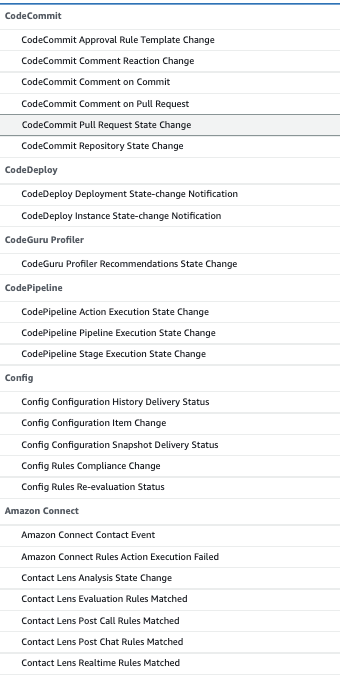 CodeCommit
CodeCommit Approval Rule Template Change
CodeCommit Comment Reaction Change
CodeCommit Comment on Commit
CodeCommit Comment on Pull Request
CodeCommit Pull Request State Change
CodeCommit Repository State Change
CodeDeploy
CodeDeploy Deployment State-change Notification
CodeDeploy Instance State-change Notification
CodeGuru Profiler
CodeGuru Profiler Recommendations State Change
CodePipeline
CodePipeline Action Execution State Change
CodePipeline Pipeline Execution State Change
CodePipeline Stage Execution State Change
Config
Config Configuration History Delivery Status
Config Configuration Item Change
Config Configuration Snapshot Delivery Status
Config Rules Compliance Change
Config Rules Re-evaluation Status
Amazon Connect
Amazon Connect Contact Event
Amazon Connect Rules Action Execution Failed
Contact Lens Analysis State Change
Contact Lens Evaluation Rules Matched
Contact Lens Post Call Rules Matched
Contact Lens Post Chat Rules Matched
Contact Lens Realtime Rules Matched